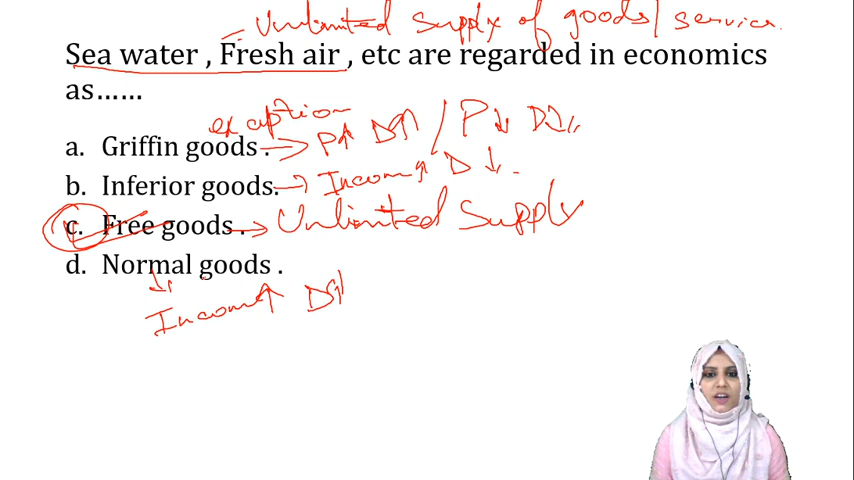 Unlimited Supply of goods/service.
Sea water , Fresh air , etc are regarded in economics
as……
exaption
a. Griffin goods . → P↑ D↑ / P↓ D↓
b. Inferior goods. → Income↑ D↓.
c. Free goods . → Unlimited Supply
d. Normal goods .
↓
Income↑ D↑